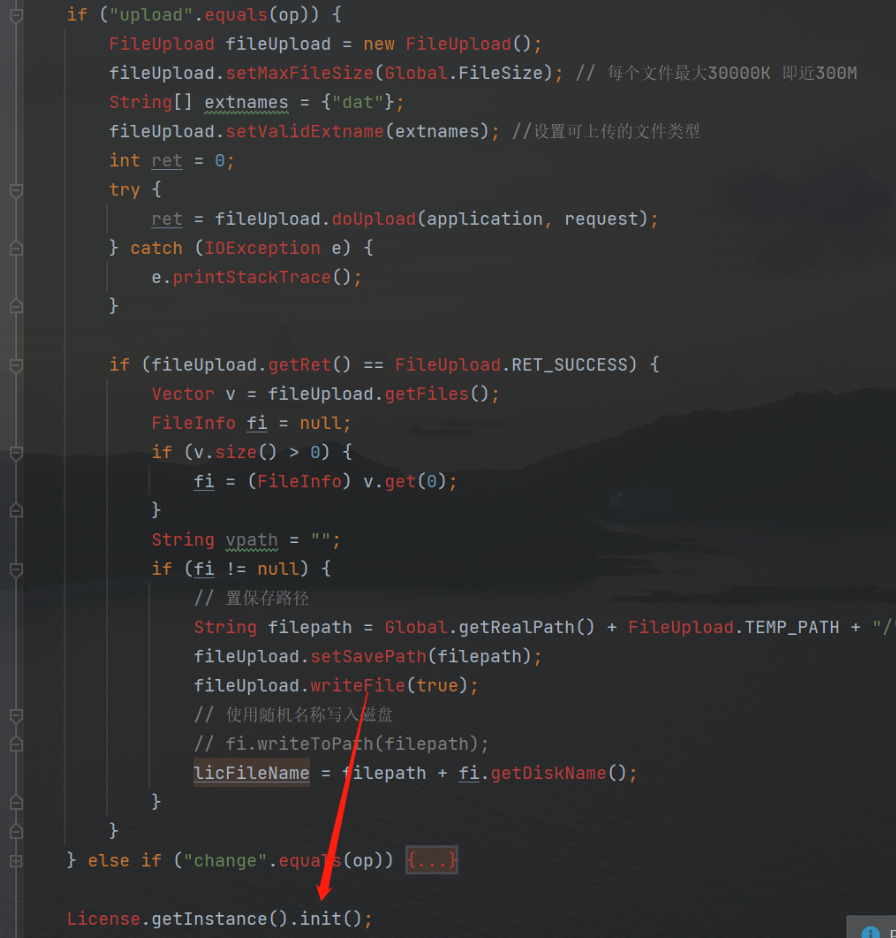 if ("upload".equals(op)) {
FileUpload fileUpload = new FileUpload();
fileUpload.setMaxFileSize(Global.FileSize); // 每个文件最大30000K 即近300M
String[] extnames = {"dat"};
fileUpload.setValidExtname(extnames); //设置可上传的文件类型
int ret = 0;
try {
ret = fileUpload.doUpload(application, request);
} catch (IOException e) {
e.printStackTrace();
}
if (fileUpload.getRet() == FileUpload.RET_SUCCESS) {
Vector v = fileUpload.getFiles();
FileInfo fi = null;
if (v.size() > 0) {
fi = (FileInfo) v.get(0);
}
String vpath = "";
if (fi != null) {
// 置保存路径
String filepath = Global.getRealPath() + FileUpload.TEMP_PATH + "/"
fileUpload.setSavePath(filepath);
fileUpload.writeFile(true);
// 使用随机名称写入磁盘
// fi.writeToPath(filepath);
licFileName = filepath + fi.getDiskName();
}
}
} else if ("change".equals(op)) {...}
License.getInstance().init();